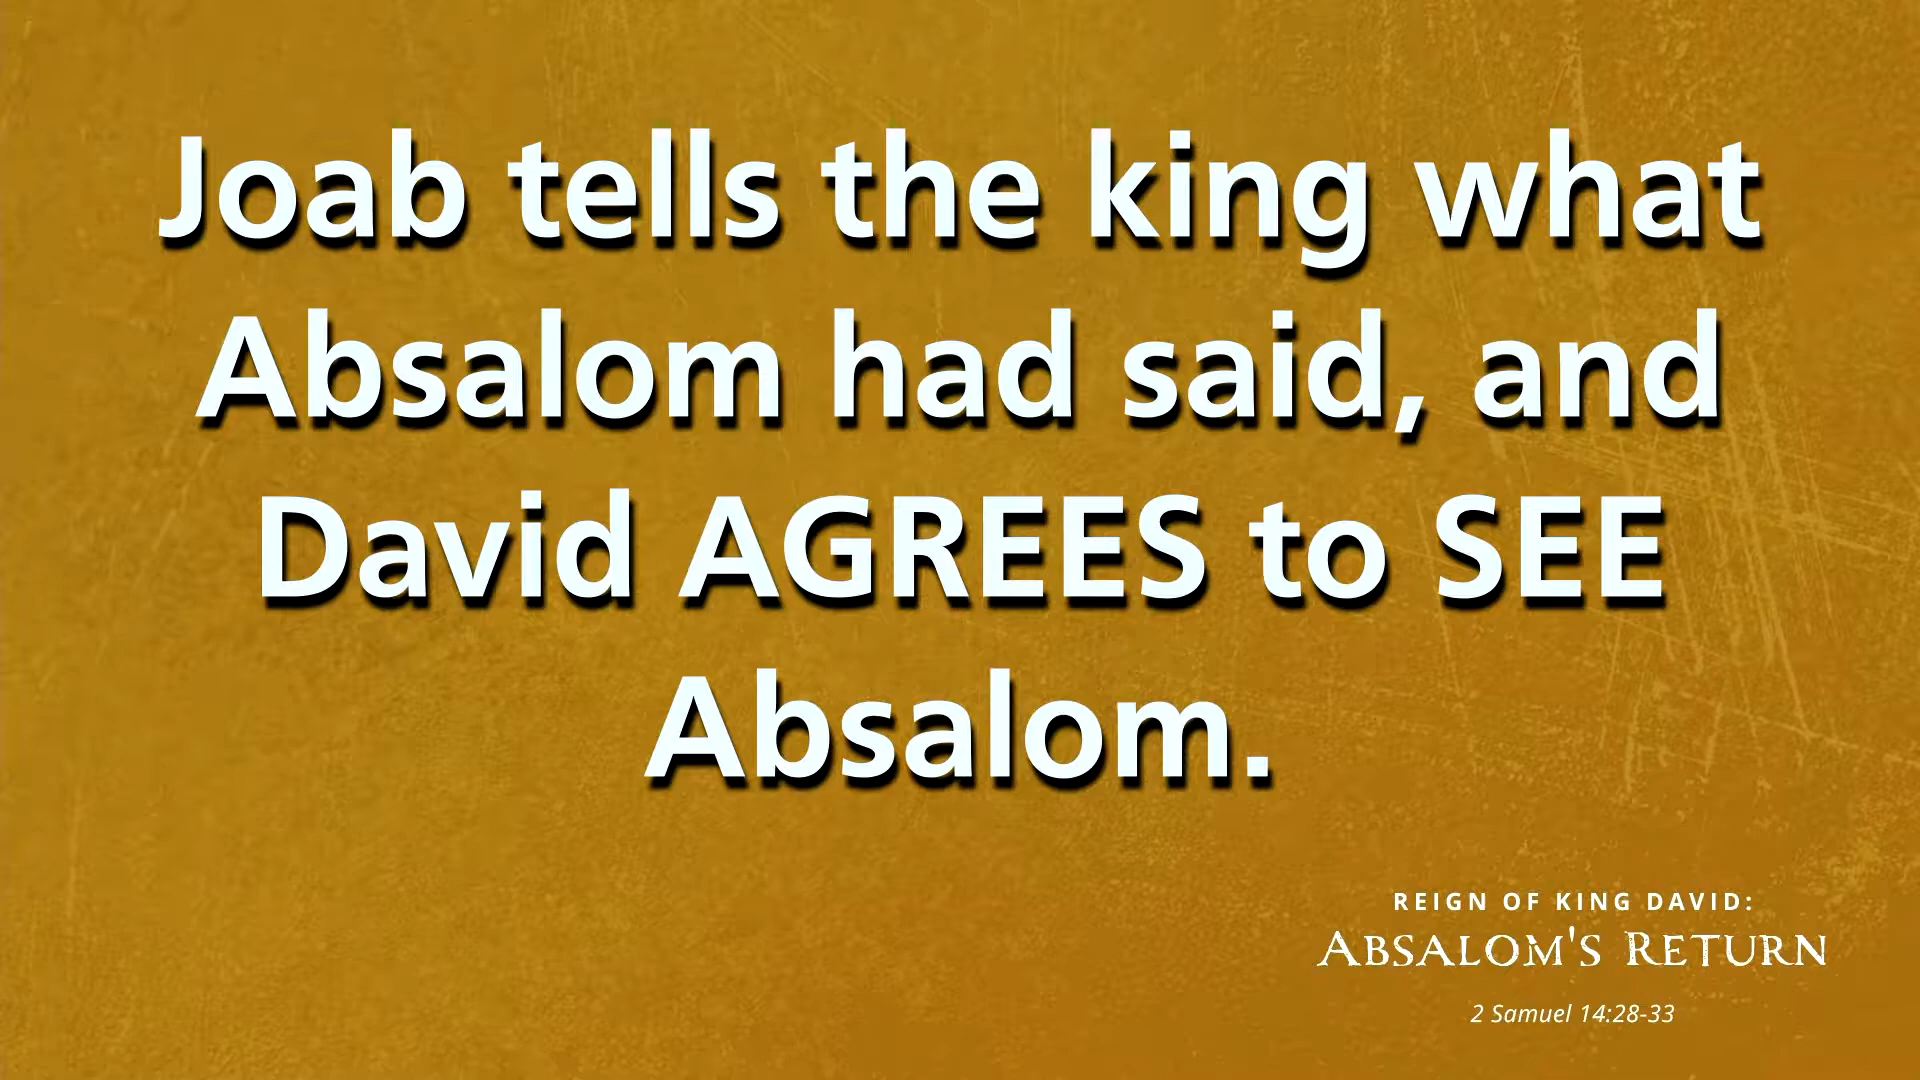 Joab tells the king what
Absalom had said, and
David AGREES to SEE
Absalom.
REIGN OF KING DAVID:
ABSALOM'S RETURN
2 Samuel 14:28-33